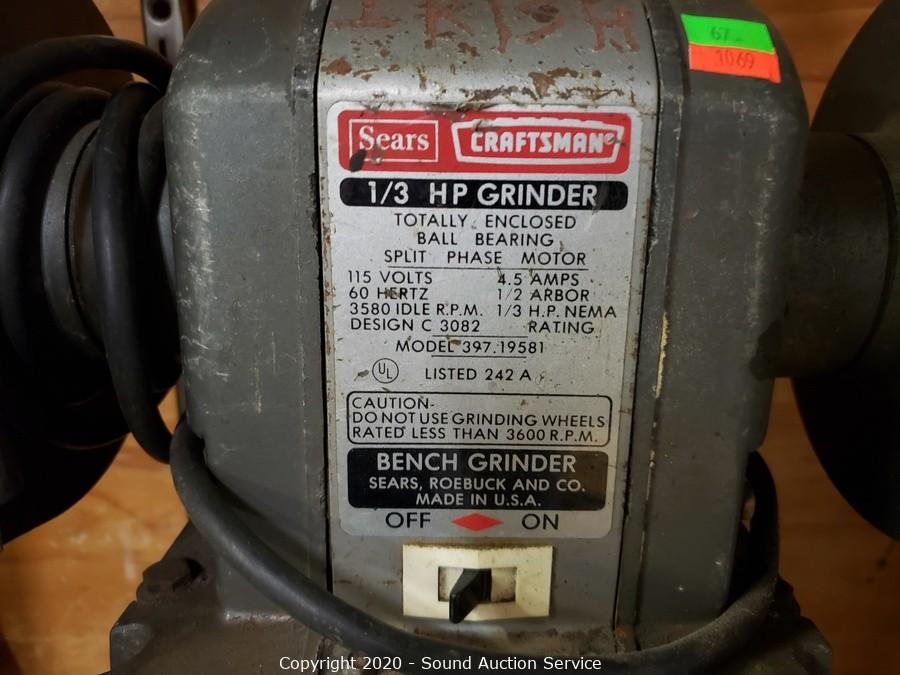 IRISH
67
1069
Sears CRAFTSMAN
1/3 HP GRINDER
TOTALLY ENCLOSED
BALL BEARING
SPLIT PHASE MOTOR
115 VOLTS 4.5 AMPS
60 HERTZ 1/2 ARBOR
3580 IDLE R.P.M. 1/3 H.P. NEMA
DESIGN C 3082 RATING
MODEL 397.19581
UL LISTED 242 A
CAUTION-
DO NOT USE GRINDING WHEELS
RATED LESS THAN 3600 R.P.M.
BENCH GRINDER
SEARS, ROEBUCK AND CO.
MADE IN U.S.A.
OFF ON
Copyright 2020 - Sound Auction Service